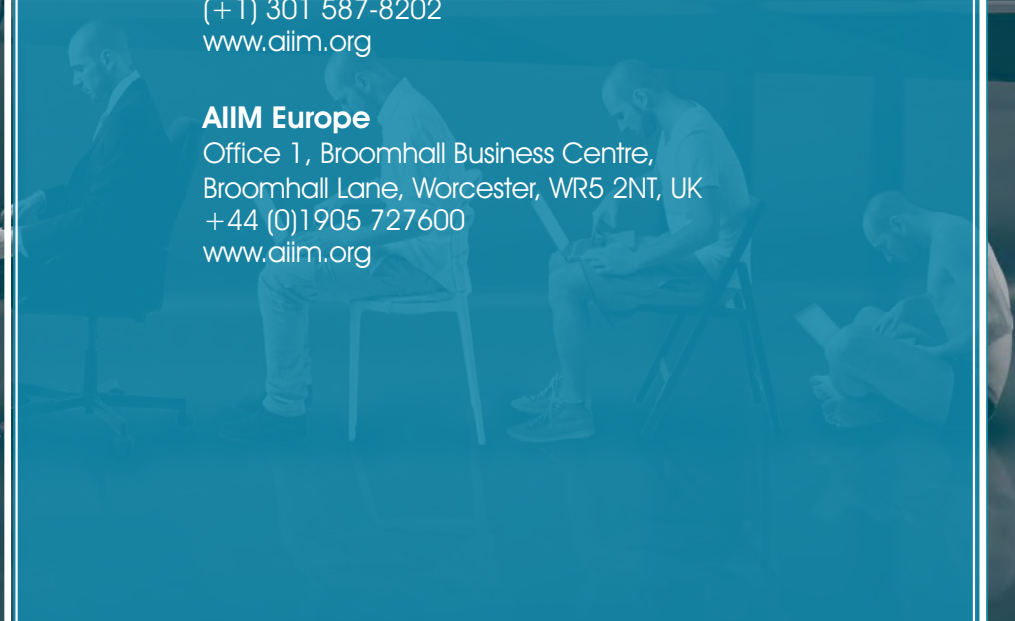 (+1) 301 587-8202
www.aiim.org
AIIM Europe
Office 1, Broomhall Business Centre,
Broomhall Lane, Worcester, WR5 2NT, UK
+44 (0)1905 727600
www.aiim.org